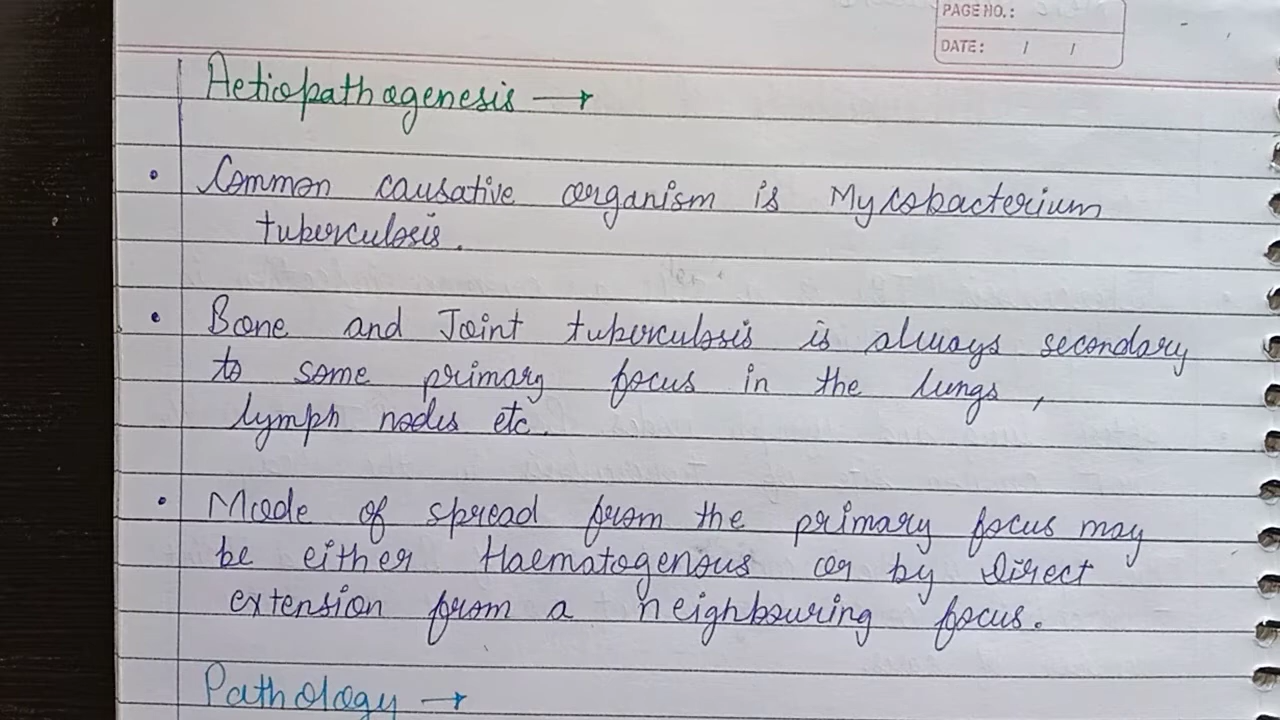 PAGE NO.:
DATE: / /
Aetiopathogenesis →
• Common causative organism is Mycobacterium
tuberculosis.
• Bone and Joint tuberculosis is always secondary
to some primary focus in the lungs,
lymph nodes etc.
• Mode of spread from the primary focus may
be either Haematogenous or by Direct
extension from a neighbouring focus.
Pathology →